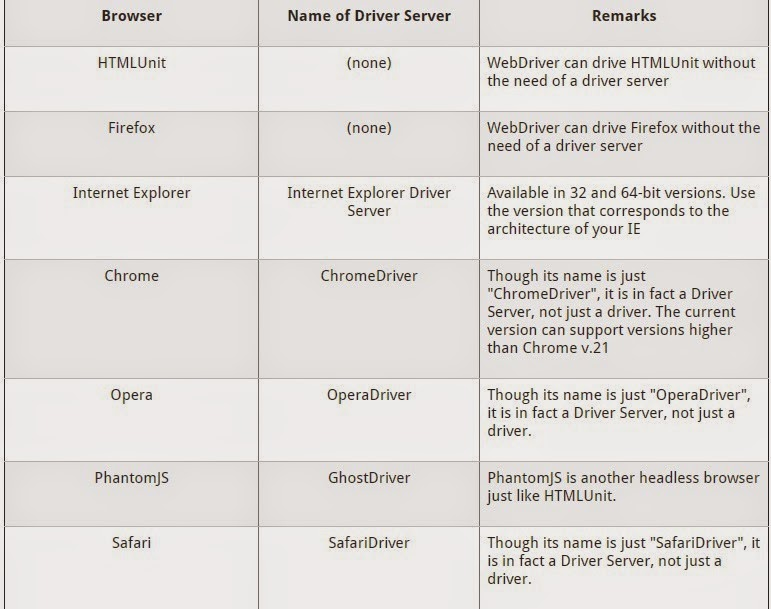 Browser
Name of Driver Server
Remarks
HTMLUnit
(none)
WebDriver can drive HTMLUnit without
the need of a driver server
Firefox
(none)
WebDriver can drive Firefox without the
need of a driver server
Internet Explorer
Internet Explorer Driver
Server
Available in 32 and 64-bit versions. Use
the version that corresponds to the
architecture of your IE
Chrome
ChromeDriver
Though its name is just
"ChromeDriver", it is in fact a Driver
Server, not just a driver. The current
version can support versions higher
than Chrome v.21
Opera
OperaDriver
Though its name is just "OperaDriver",
it is in fact a Driver Server, not just a
driver.
PhantomJS
GhostDriver
PhantomJS is another headless browser
just like HTMLUnit.
Safari
SafariDriver
Though its name is just "SafariDriver", it
is in fact a Driver Server, not just a
driver.